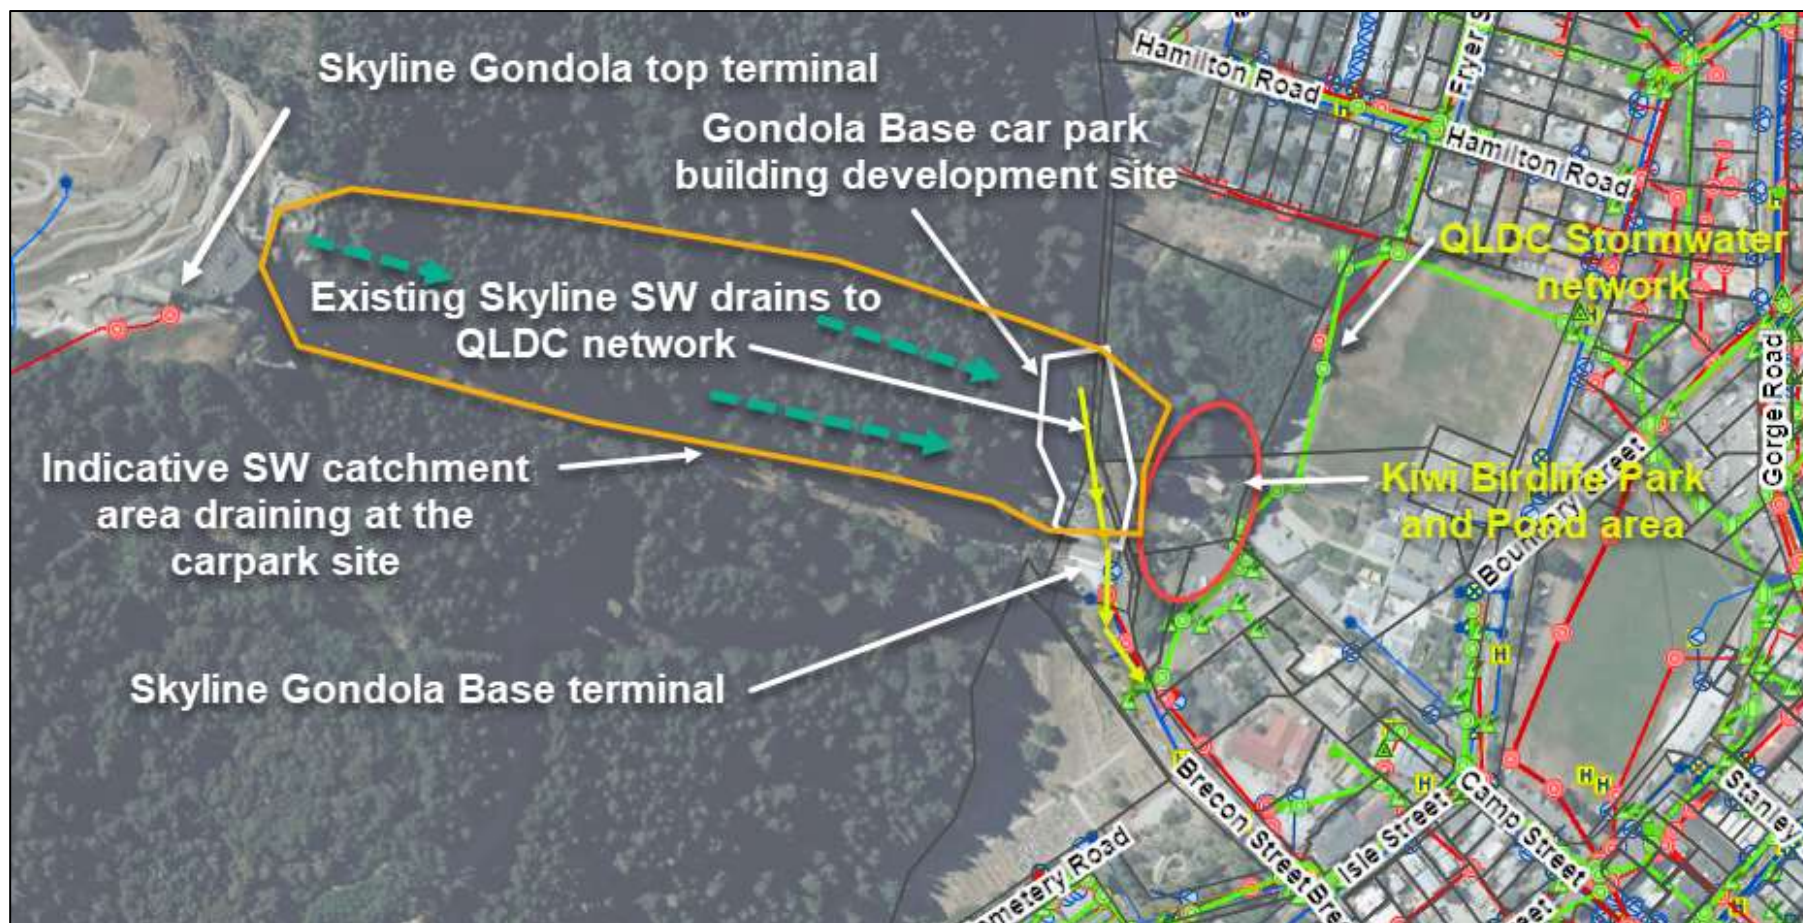 Skyline Gondola top terminal
Gondola Base car park
building development site
Existing Skyline SW drains to
QLDC network
Indicative SW catchment
area draining at the
carpark site
Skyline Gondola Base terminal
Hamilton Road
Fryer S
Hamilton Road
QLDC Stormwater
network
Gorge Road
Kiwi Birdlife Park
and Pond area
Boundary Street
H
H
H
H
H
H
H H
Brecon Street
Bre
Isle Street
Camp Street
Stanley
metery Road
Street
H